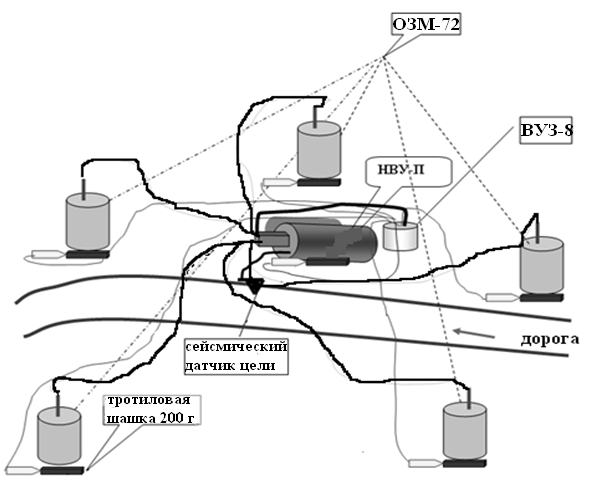 ОЗМ-72
ВУЗ-8
НВУ-П
дорога
сейсмический
датчик цели
тротиловая
шашка 200 г